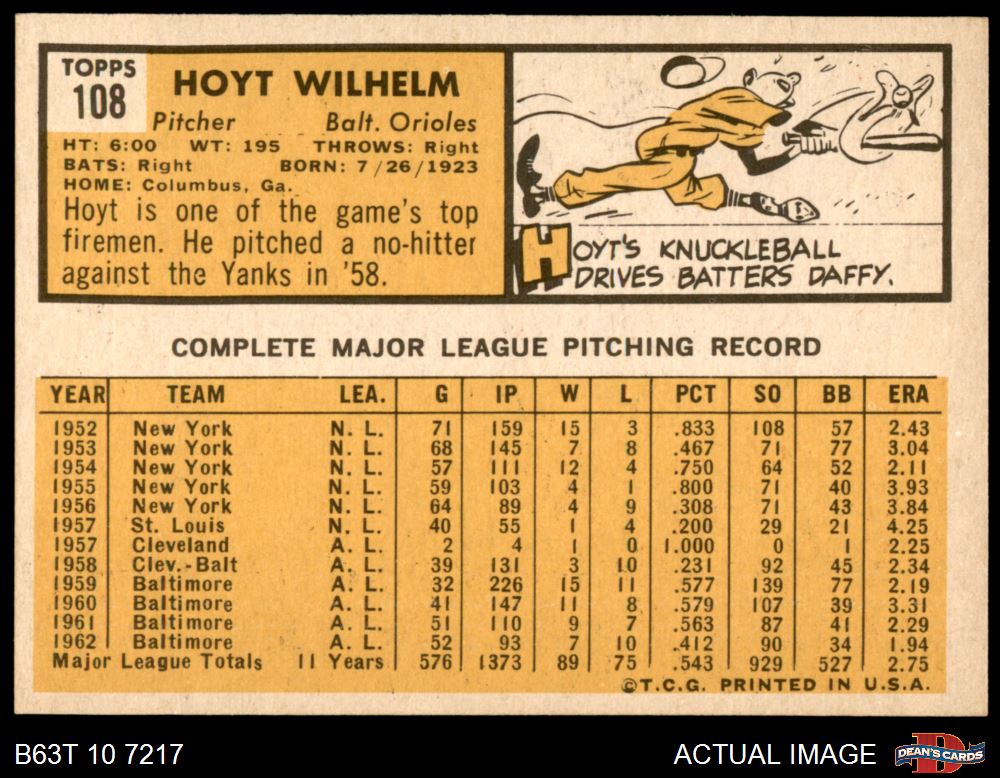 TOPPS
108
HOYT WILHELM
Pitcher Balt. Orioles
HT: 6:00 WT: 195 THROWS: Right
BATS: Right BORN: 7/26/1923
HOME: Columbus, Ga.
Hoyt is one of the game's top
firemen. He pitched a no-hitter
against the Yanks in '58.
HOYT'S KNUCKLEBALL
DRIVES BATTERS DAFFY.
COMPLETE MAJOR LEAGUE PITCHING RECORD
YEAR TEAM LEA. G IP W L PCT SO BB ERA
1952 New York N. L. 71 159 15 3 .833 108 57 2.43
1953 New York N. L. 68 145 7 8 .467 71 77 3.04
1954 New York N. L. 57 111 12 4 .750 64 52 2.11
1955 New York N. L. 59 103 4 1 .800 71 40 3.93
1956 New York N. L. 64 89 4 9 .308 71 43 3.84
1957 St. Louis N. L. 40 55 1 4 .200 29 21 4.25
1957 Cleveland A. L. 2 4 1 0 1.000 0 1 2.25
1958 Clev.-Balt A. L. 39 131 3 10 .231 92 45 2.34
1959 Baltimore A. L. 32 226 15 11 .577 139 77 2.19
1960 Baltimore A. L. 41 147 11 8 .579 107 39 3.31
1961 Baltimore A. L. 51 110 9 7 .563 87 41 2.29
1962 Baltimore A. L. 52 93 7 10 .412 90 34 1.94
Major League Totals 11 Years 576 1373 89 75 .543 929 527 2.75
©T.C.G. PRINTED IN U.S.A.
B63T 10 7217 ACTUAL IMAGE DEAN'S CARDS